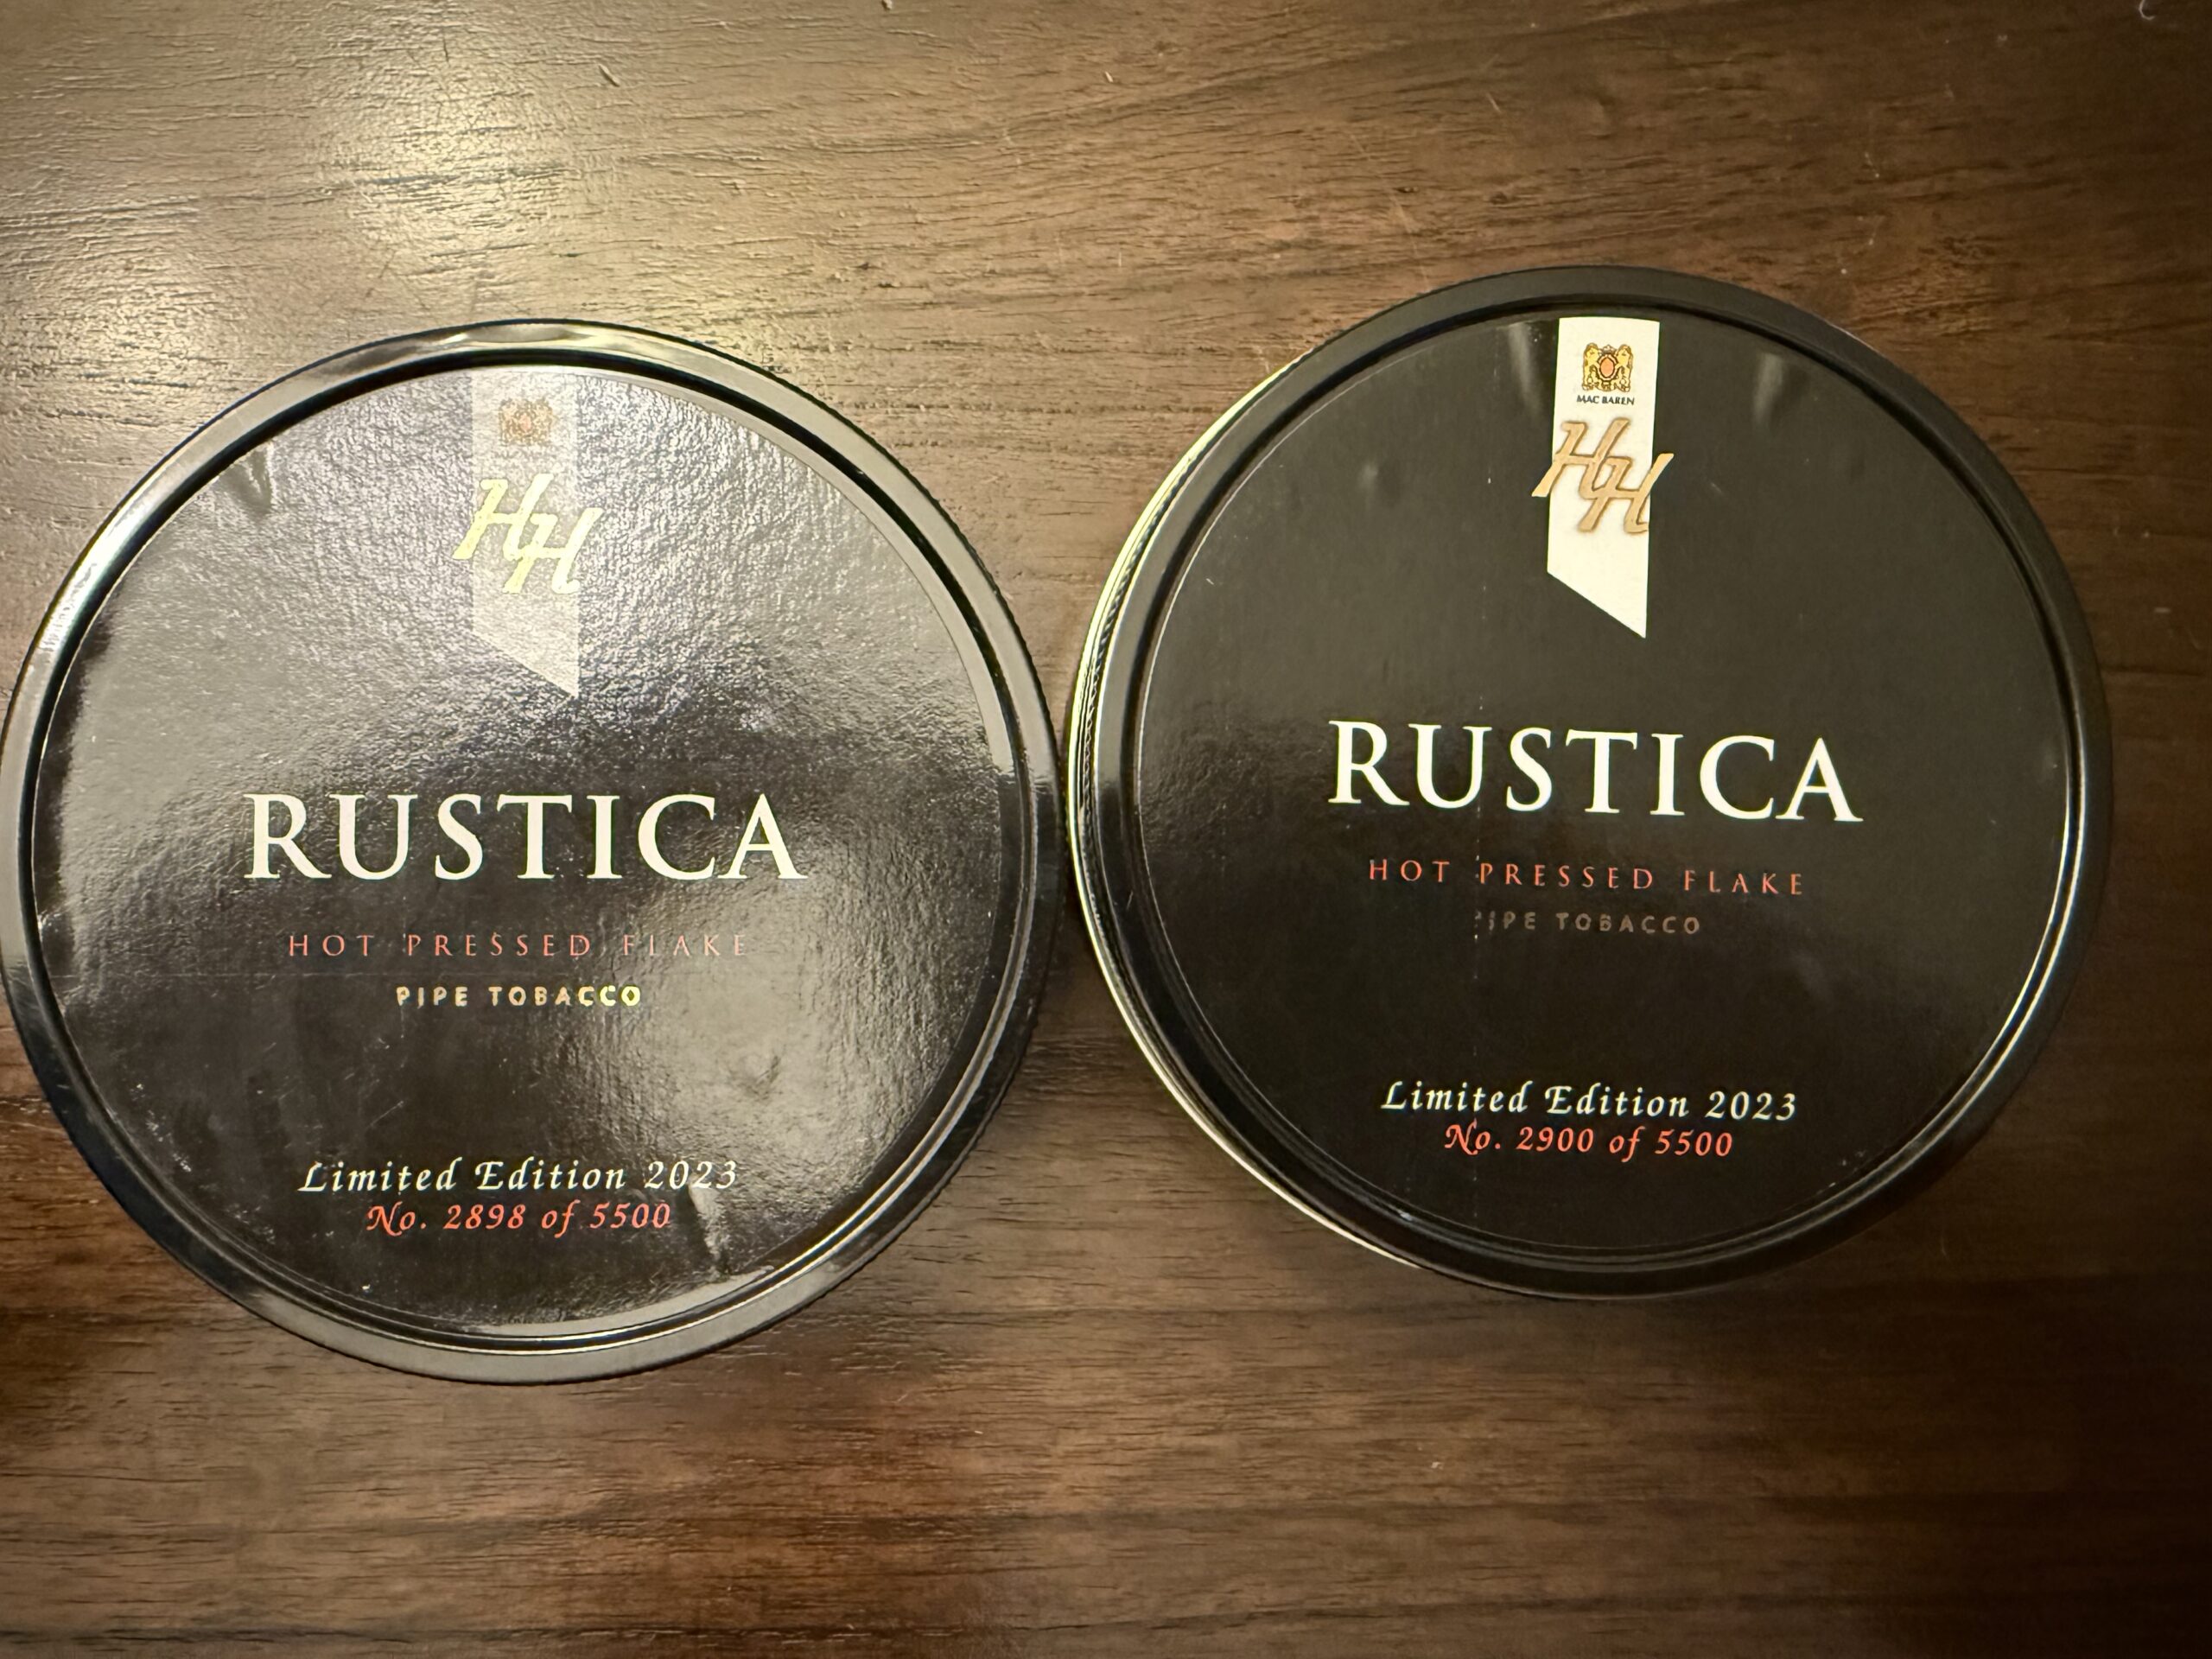 HH
RUSTICA
HOT PRESSED FLAKE
PIPE TOBACCO
Limited Edition 2023
No. 2898 of 5500
MAC BAREN
HH
RUSTICA
HOT PRESSED FLAKE
PIPE TOBACCO
Limited Edition 2023
No. 2900 of 5500